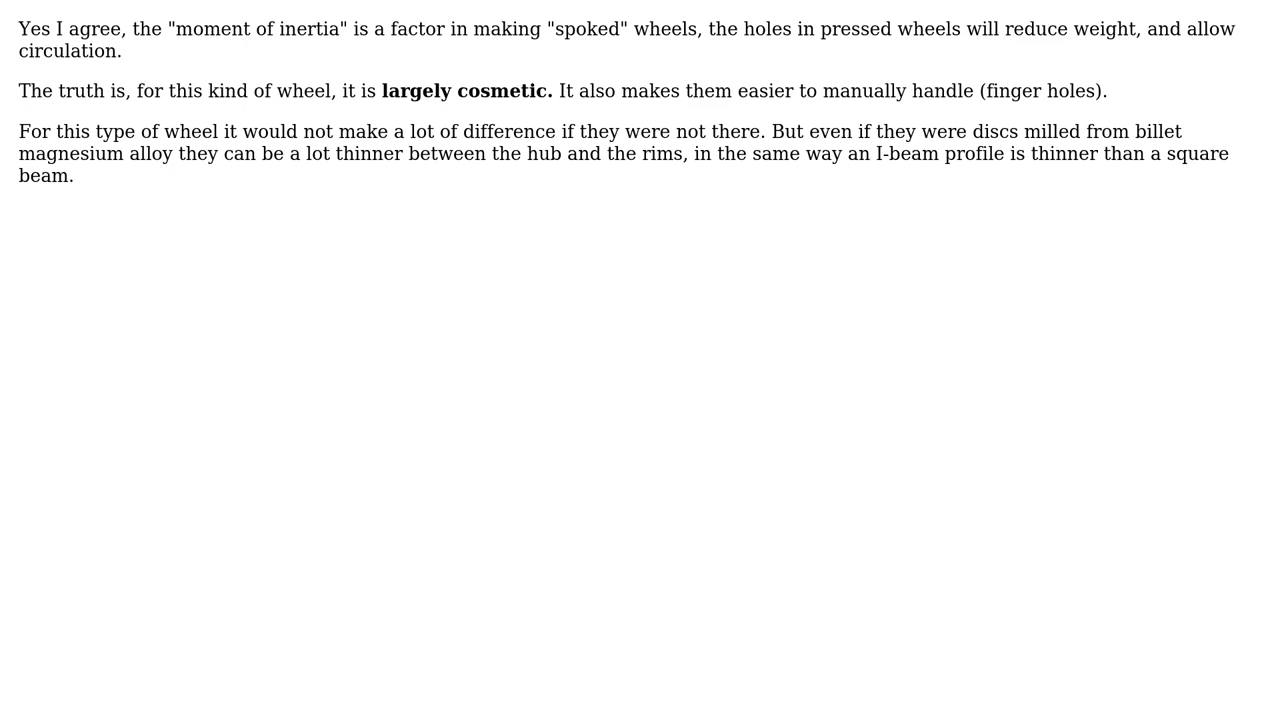 Yes I agree, the "moment of inertia" is a factor in making "spoked" wheels, the holes in pressed wheels will reduce weight, and allow
circulation.
The truth is, for this kind of wheel, it is largely cosmetic. It also makes them easier to manually handle (finger holes).
For this type of wheel it would not make a lot of difference if they were not there. But even if they were discs milled from billet
magnesium alloy they can be a lot thinner between the hub and the rims, in the same way an I-beam profile is thinner than a square
beam.